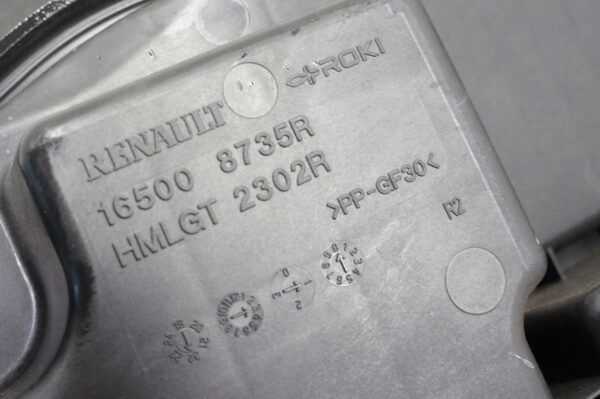 ROKI
RENAULT
16500 8735R
HMLGT 2302R
>PP-GF30<
R2